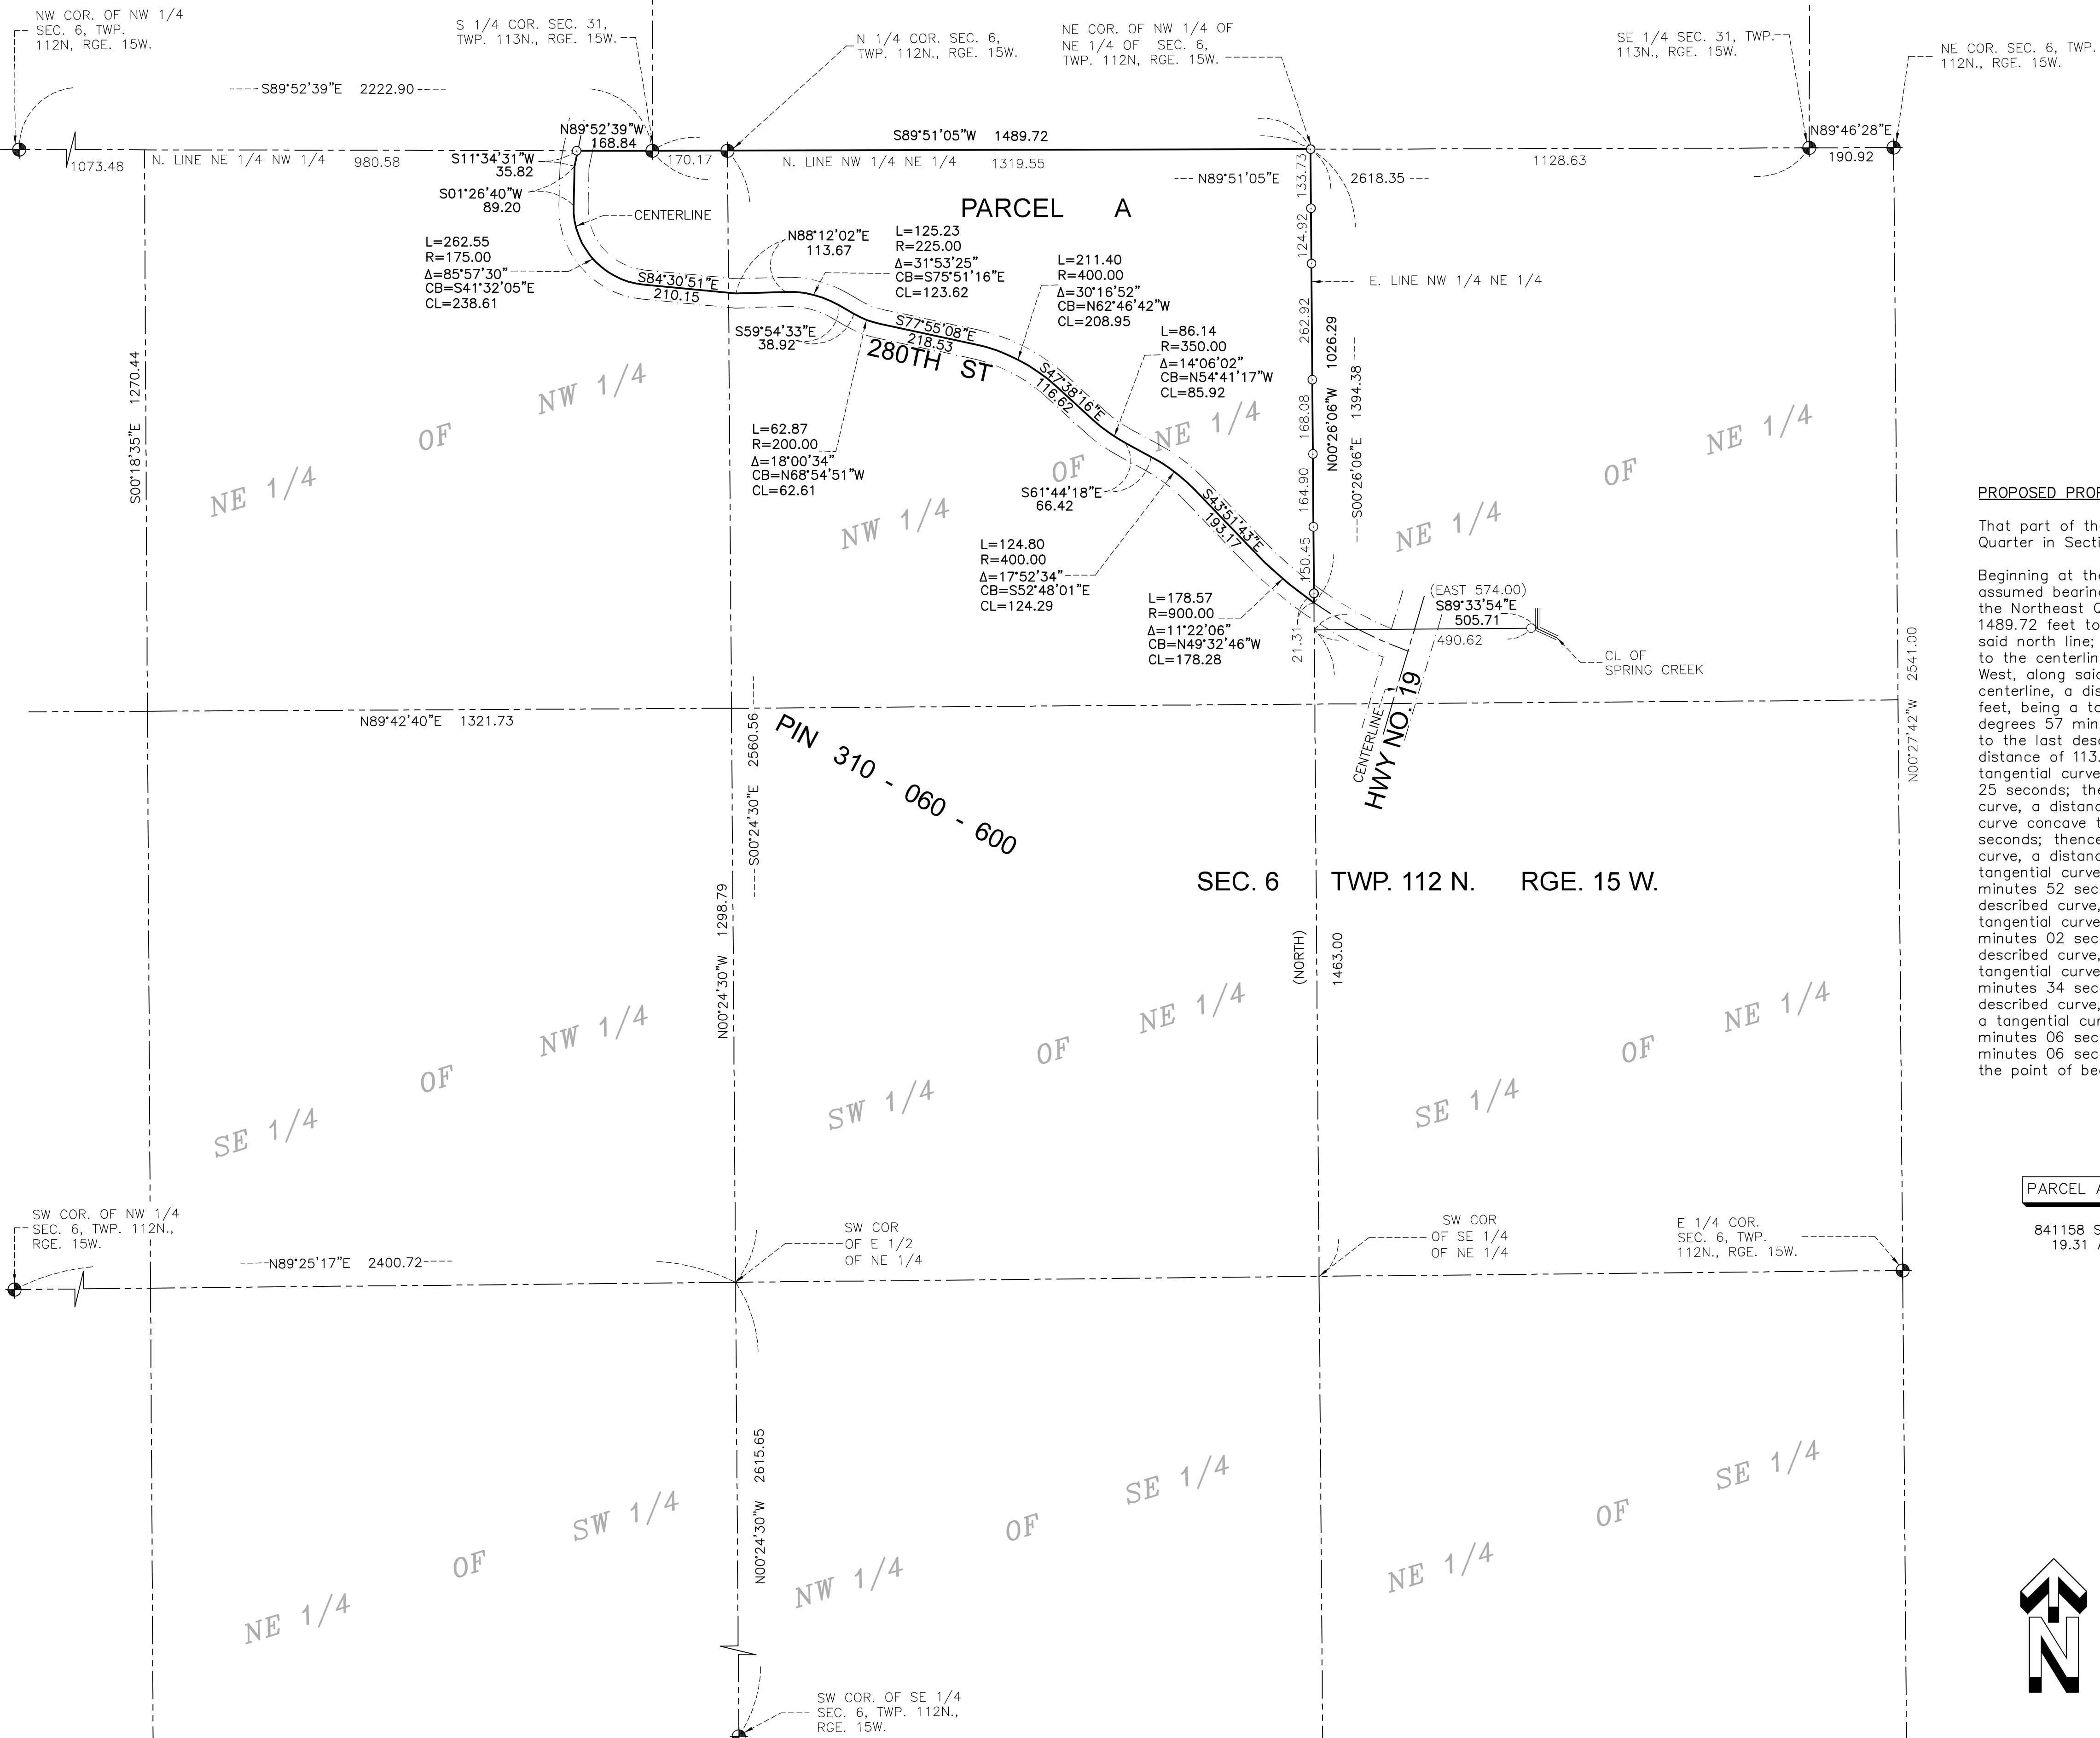 NW COR. OF NW 1/4
SEC. 6, TWP.
112N, RGE. 15W.
S 1/4 COR. SEC. 31,
TWP. 113N., RGE. 15W.
N 1/4 COR. SEC. 6,
TWP. 112N., RGE. 15W.
NE COR. OF NW 1/4 OF
NE 1/4 OF SEC. 6,
TWP. 112N, RGE. 15W.
SE 1/4 SEC. 31, TWP.
113N., RGE. 15W.
NE COR. SEC. 6, TWP.
112N., RGE. 15W.
S89°52'39"E 2222.90
N89°52'39"W
168.84
S89°51'05"W 1489.72
N89°46'28"E
190.92
1073.48
N. LINE NE 1/4 NW 1/4 980.58
170.17
N. LINE NW 1/4 NE 1/4 1319.55
1128.63
N89°51'05"E 2618.35
S11°34'31"W
35.82
S01°26'40"W
89.20
CENTERLINE
PARCEL A
133.73
124.92
262.92
168.08
164.90
150.45
21.31
L=262.55
R=175.00
Δ=85°57'30"
CB=S41°32'05"E
CL=238.61
S84°30'51"E
210.15
N88°12'02"E
113.67
L=125.23
R=225.00
Δ=31°53'25"
CB=S75°51'16"E
CL=123.62
L=211.40
R=400.00
Δ=30°16'52"
CB=N62°46'42"W
CL=208.95
E. LINE NW 1/4 NE 1/4
S59°54'33"E
38.92
S77°55'08"E
218.53
280TH ST
L=86.14
R=350.00
Δ=14°06'02"
CB=N54°41'17"W
CL=85.92
S47°38'16"E
116.62
N00°26'06"W 1026.29
S00°26'06"E 1394.38
S00°18'35"E 1270.44
L=62.87
R=200.00
Δ=18°00'34"
CB=N68°54'51"W
CL=62.61
S61°44'18"E
66.42
S43°51'43"E
193.17
NE 1/4 OF NW 1/4
NW 1/4 OF NE 1/4
NE 1/4 OF NE 1/4
L=124.80
R=400.00
Δ=17°52'34"
CB=S52°48'01"E
CL=124.29
L=178.57
R=900.00
Δ=11°22'06"
CB=N49°32'46"W
CL=178.28
(EAST 574.00)
S89°33'54"E
505.71
490.62
CL OF
SPRING CREEK
CENTERLINE
HWY NO. 19
N00°27'42"W 2541.00
N89°42'40"E 1321.73
S00°24'30"E 2560.56
PIN 310 - 060 - 600
SEC. 6 TWP. 112 N. RGE. 15 W.
N00°24'30"W 1298.79
(NORTH)
1463.00
SE 1/4 OF NW 1/4
SW 1/4 OF NE 1/4
SE 1/4 OF NE 1/4
SW COR. OF NW 1/4
SEC. 6, TWP. 112N.,
RGE. 15W.
N89°25'17"E 2400.72
SW COR
OF E 1/2
OF NE 1/4
SW COR
OF SE 1/4
OF NE 1/4
E 1/4 COR.
SEC. 6, TWP.
112N., RGE. 15W.
N00°24'30"W 2615.65
NE 1/4 OF SW 1/4
NW 1/4 OF SE 1/4
NE 1/4 OF SE 1/4
SW COR. OF SE 1/4
SEC. 6, TWP. 112N.,
RGE. 15W.
That part of
Quarter in
Beginning at
assumed
the Northeast
1489.72 feet to
said north line;
to the
West, along
centerline, a
feet, being a
degrees 57
to the last
distance of
tangential curve
25 seconds;
curve, a
curve concave
seconds; thence
curve, a
tangential curve
minutes 52
described curve,
tangential curve
minutes 02
described curve,
tangential curve
minutes 34
described curve,
a tangential
minutes 06
minutes 06
the point of
PARCEL
841158
19.31
N